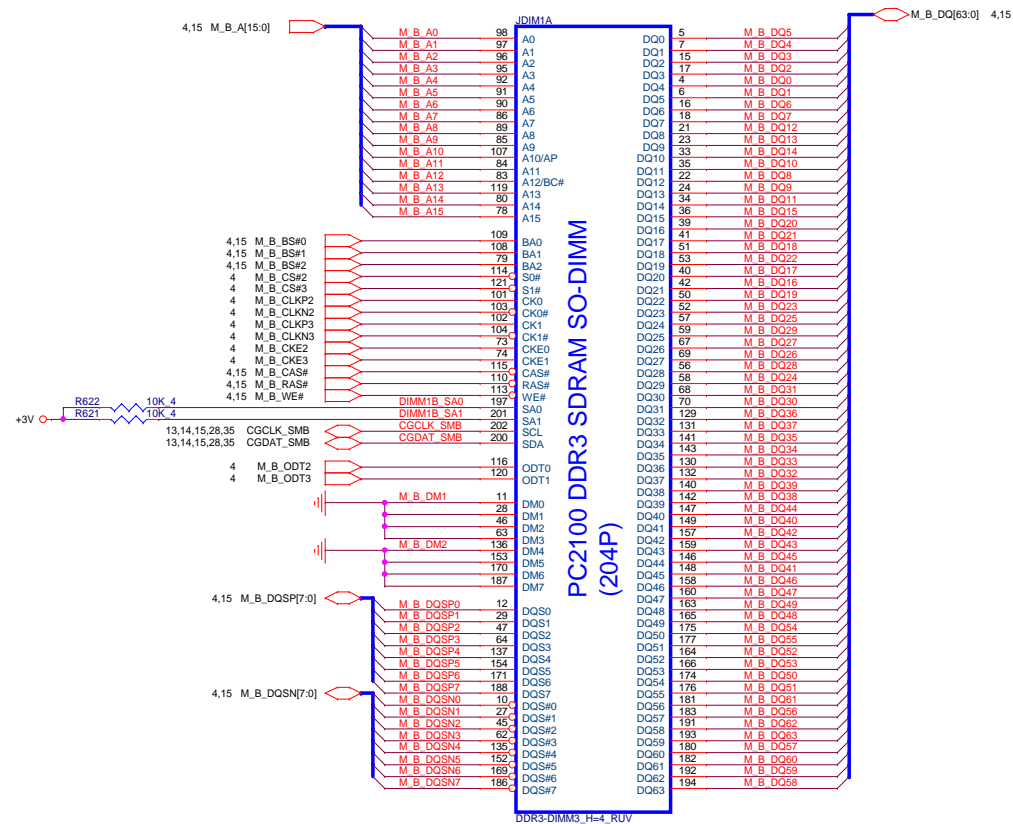 JDIM1A
4,15 M_B_A[15:0]
M_B_DQ[63:0] 4,15
M_B_A0 98 A0
M_B_A1 97 A1
M_B_A2 96 A2
M_B_A3 95 A3
M_B_A4 92 A4
M_B_A5 91 A5
M_B_A6 90 A6
M_B_A7 86 A7
M_B_A8 89 A8
M_B_A9 85 A9
M_B_A10 107 A10/AP
M_B_A11 84 A11
M_B_A12 83 A12/BC#
M_B_A13 119 A13
M_B_A14 80 A14
M_B_A15 78 A15
4,15 M_B_BS#0 109 BA0
4,15 M_B_BS#1 108 BA1
4,15 M_B_BS#2 79 BA2
4 M_B_CS#2 114 S0#
4 M_B_CS#3 121 S1#
4 M_B_CLKP2 101 CK0
4 M_B_CLKN2 103 CK0#
4 M_B_CLKP3 102 CK1
4 M_B_CLKN3 104 CK1#
4 M_B_CKE2 73 CKE0
4 M_B_CKE3 74 CKE1
4,15 M_B_CAS# 115 CAS#
4,15 M_B_RAS# 110 RAS#
4,15 M_B_WE# 113 WE#
+3V
R622 10K_4 DIMM1B_SA0 197 SA0
R621 10K_4 DIMM1B_SA1 201 SA1
13,14,15,28,35 CGCLK_SMB CGCLK_SMB 202 SCL
13,14,15,28,35 CGDAT_SMB CGDAT_SMB 200 SDA
4 M_B_ODT2 116 ODT0
4 M_B_ODT3 120 ODT1
M_B_DM1 11 DM0
28 DM1
46 DM2
63 DM3
M_B_DM2 136 DM4
153 DM5
170 DM6
187 DM7
4,15 M_B_DQSP[7:0]
M_B_DQSP0 12 DQS0
M_B_DQSP1 29 DQS1
M_B_DQSP2 47 DQS2
M_B_DQSP3 64 DQS3
M_B_DQSP4 137 DQS4
M_B_DQSP5 154 DQS5
M_B_DQSP6 171 DQS6
M_B_DQSP7 188 DQS7
4,15 M_B_DQSN[7:0]
M_B_DQSN0 10 DQS#0
M_B_DQSN1 27 DQS#1
M_B_DQSN2 45 DQS#2
M_B_DQSN3 62 DQS#3
M_B_DQSN4 135 DQS#4
M_B_DQSN5 152 DQS#5
M_B_DQSN6 169 DQS#6
M_B_DQSN7 186 DQS#7
PC2100 DDR3 SDRAM SO-DIMM
(204P)
DQ0 5 M_B_DQ5
DQ1 7 M_B_DQ4
DQ2 15 M_B_DQ3
DQ3 17 M_B_DQ2
DQ4 4 M_B_DQ0
DQ5 6 M_B_DQ1
DQ6 16 M_B_DQ6
DQ7 18 M_B_DQ7
DQ8 21 M_B_DQ12
DQ9 23 M_B_DQ13
DQ10 33 M_B_DQ14
DQ11 35 M_B_DQ10
DQ12 22 M_B_DQ8
DQ13 24 M_B_DQ9
DQ14 34 M_B_DQ11
DQ15 36 M_B_DQ15
DQ16 39 M_B_DQ20
DQ17 41 M_B_DQ21
DQ18 51 M_B_DQ18
DQ19 53 M_B_DQ22
DQ20 40 M_B_DQ17
DQ21 42 M_B_DQ16
DQ22 50 M_B_DQ19
DQ23 52 M_B_DQ23
DQ24 57 M_B_DQ25
DQ25 59 M_B_DQ29
DQ26 67 M_B_DQ27
DQ27 69 M_B_DQ26
DQ28 56 M_B_DQ28
DQ29 58 M_B_DQ24
DQ30 68 M_B_DQ31
DQ31 70 M_B_DQ30
DQ32 129 M_B_DQ36
DQ33 131 M_B_DQ37
DQ34 141 M_B_DQ35
DQ35 143 M_B_DQ34
DQ36 130 M_B_DQ33
DQ37 132 M_B_DQ32
DQ38 140 M_B_DQ39
DQ39 142 M_B_DQ38
DQ40 147 M_B_DQ44
DQ41 149 M_B_DQ40
DQ42 157 M_B_DQ42
DQ43 159 M_B_DQ43
DQ44 146 M_B_DQ45
DQ45 148 M_B_DQ41
DQ46 158 M_B_DQ46
DQ47 160 M_B_DQ47
DQ48 163 M_B_DQ49
DQ49 165 M_B_DQ48
DQ50 175 M_B_DQ54
DQ51 177 M_B_DQ55
DQ52 164 M_B_DQ52
DQ53 166 M_B_DQ53
DQ54 174 M_B_DQ50
DQ55 176 M_B_DQ51
DQ56 181 M_B_DQ61
DQ57 183 M_B_DQ56
DQ58 191 M_B_DQ62
DQ59 193 M_B_DQ63
DQ60 180 M_B_DQ57
DQ61 182 M_B_DQ60
DQ62 192 M_B_DQ59
DQ63 194 M_B_DQ58
DDR3-DIMM3_H=4_RUV